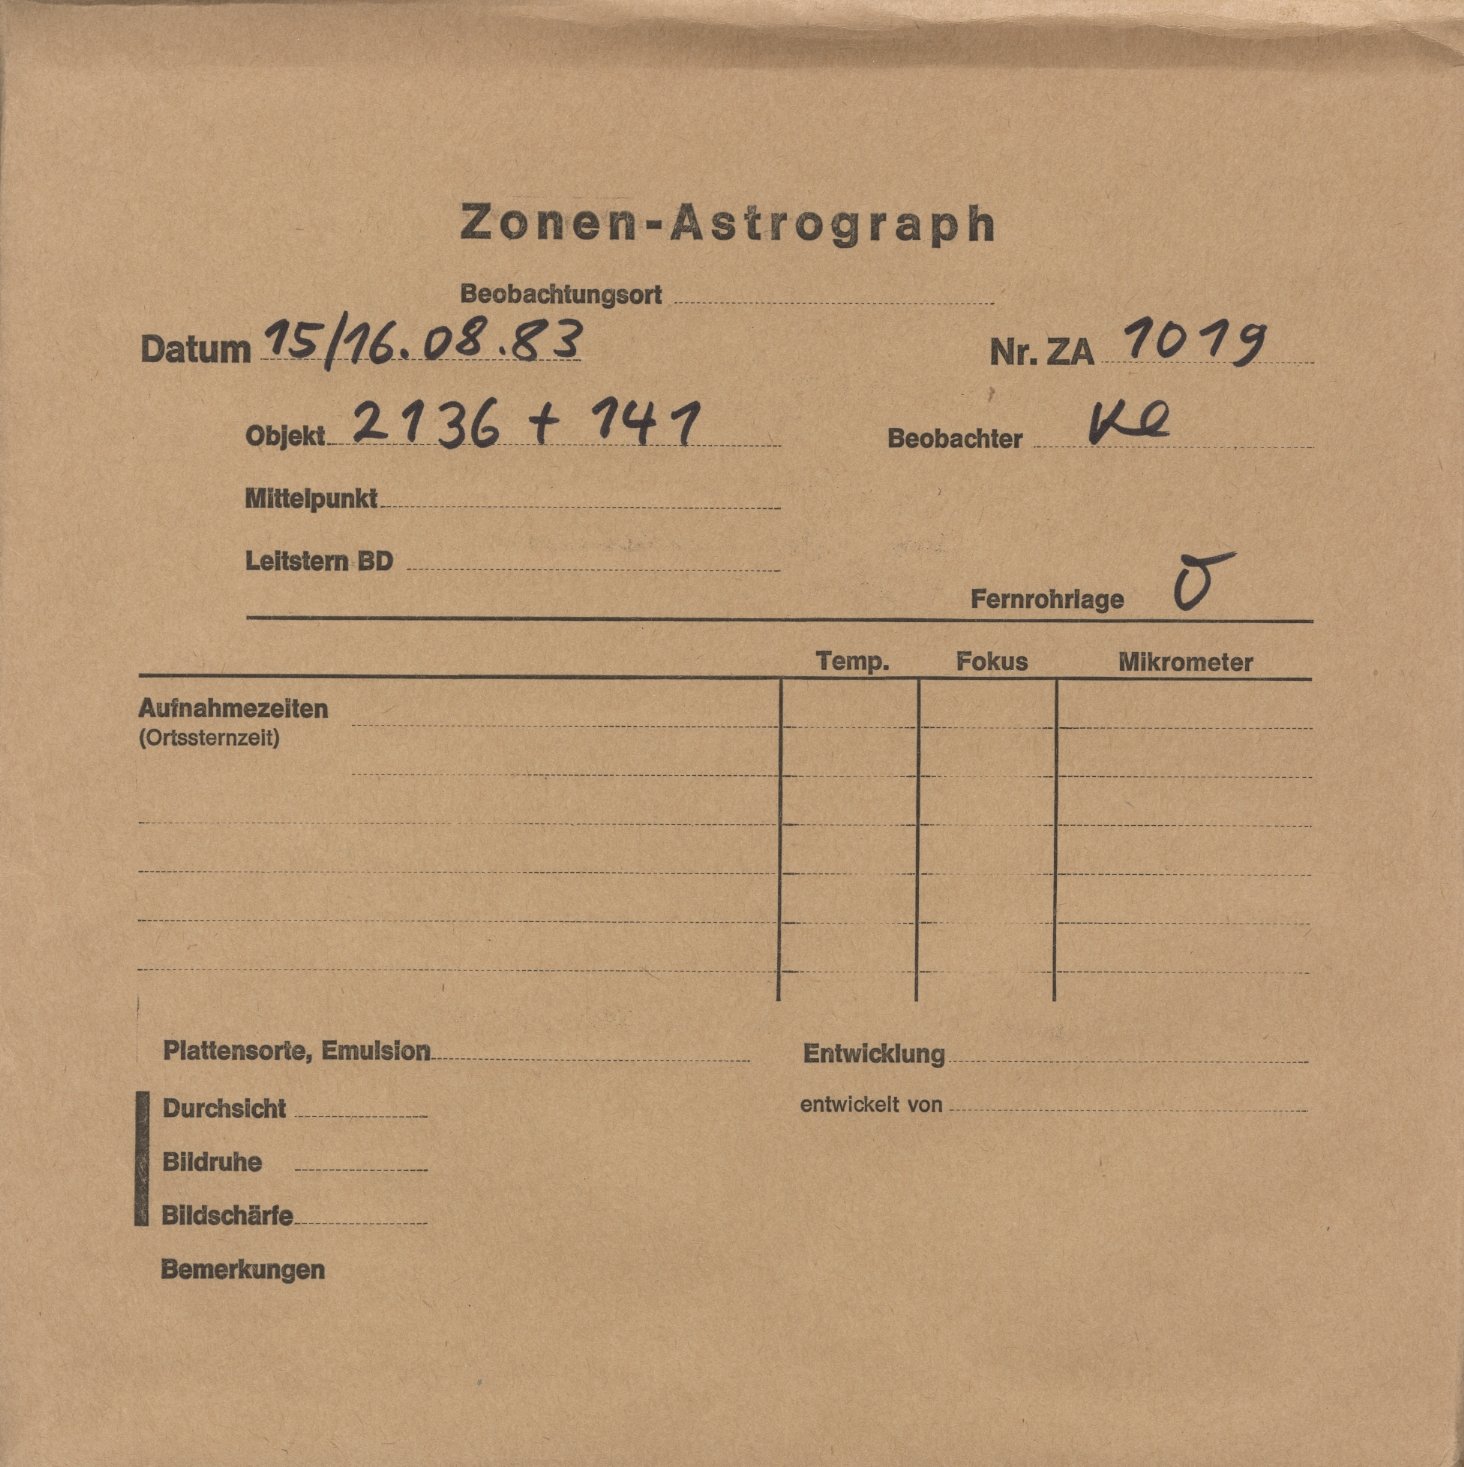 Zonen-Astrograph
Beobachtungsort
Datum 15/16.08.83 Nr. ZA 1019
Objekt 2136 + 141 Beobachter Ke
Mittelpunkt
Leitstern BD
Fernrohrlage
Temp. Fokus Mikrometer
Aufnahmezeiten
(Ortssternzeit)
Plattensorte, Emulsion Entwicklung
Durchsicht entwickelt von
Bildruhe
Bildschärfe
Bemerkungen